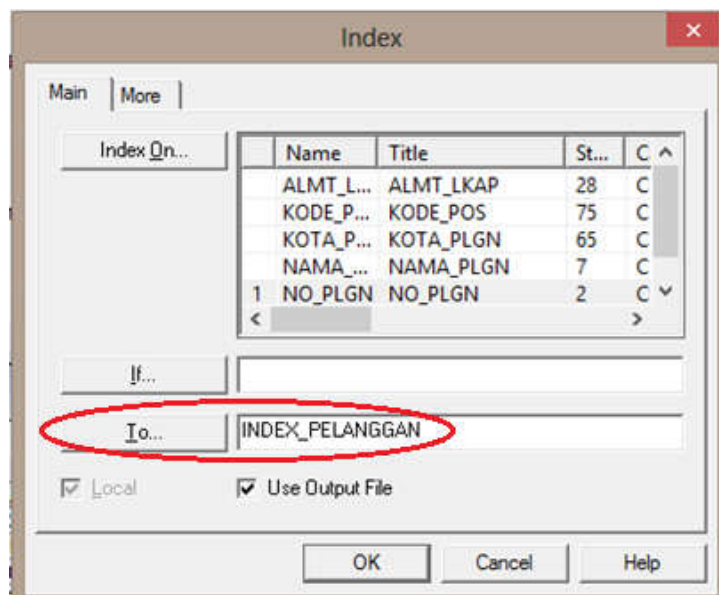 Index
Main More
Index On...
Name Title St... C
ALMT_L... ALMT_LKAP 28 C
KODE_P... KODE_POS 75 C
KOTA_P... KOTA_PLGN 65 C
NAMA_... NAMA_PLGN 7 C
1 NO_PLGN NO_PLGN 2 C
If...
To... INDEX_PELANGGAN
Local Use Output File
OK Cancel Help